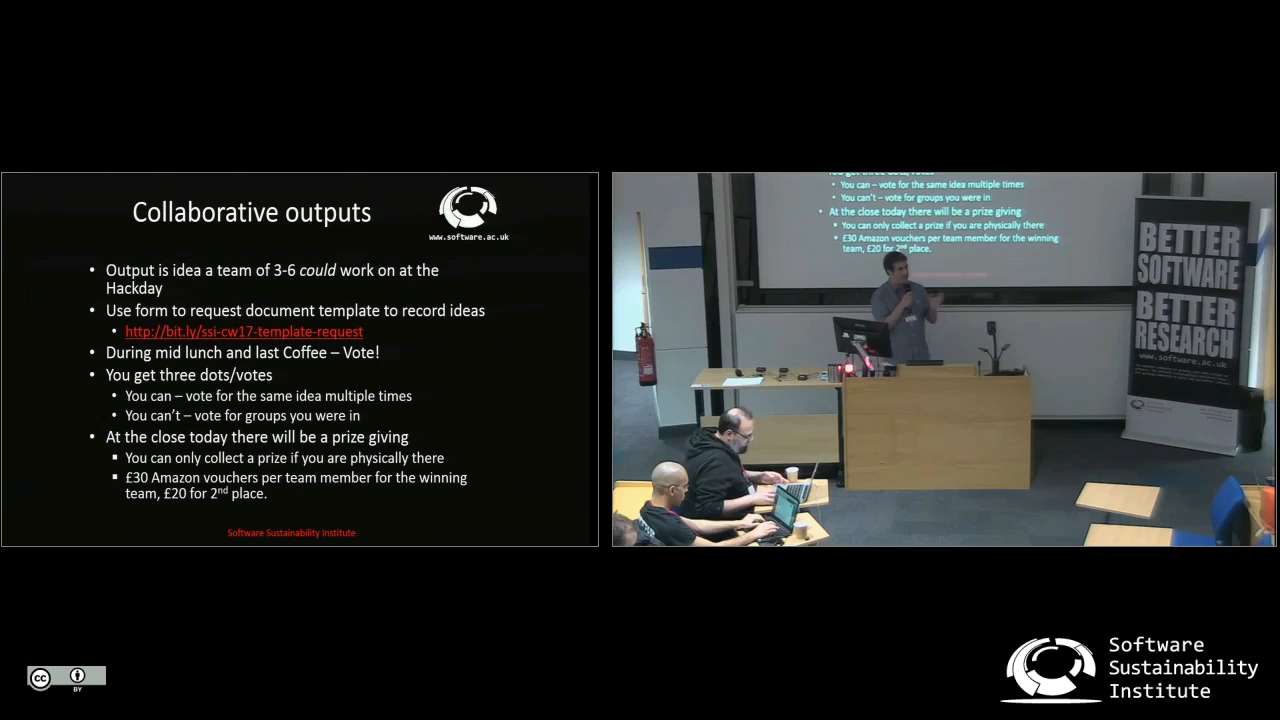 Collaborative outputs
www.software.ac.uk
• Output is idea a team of 3-6 could work on at the
Hackday
• Use form to request document template to record ideas
• http://bit.ly/ssi-cw17-template-request
• During mid lunch and last Coffee – Vote!
• You get three dots/votes
• You can – vote for the same idea multiple times
• You can't – vote for groups you were in
• At the close today there will be a prize giving
▪ You can only collect a prize if you are physically there
▪ £30 Amazon vouchers per team member for the winning
team, £20 for 2nd place.
Software Sustainability Institute
• You can – vote for the same idea multiple times
• You can't – vote for groups you were in
• At the close today there will be a prize giving
▪ You can only collect a prize if you are physically there
▪ £30 Amazon vouchers per team member for the winning
team, £20 for 2nd place.
BETTER
SOFTWARE
BETTER
RESEARCH
www.software.ac.uk
cc
BY
Software
Sustainability
Institute